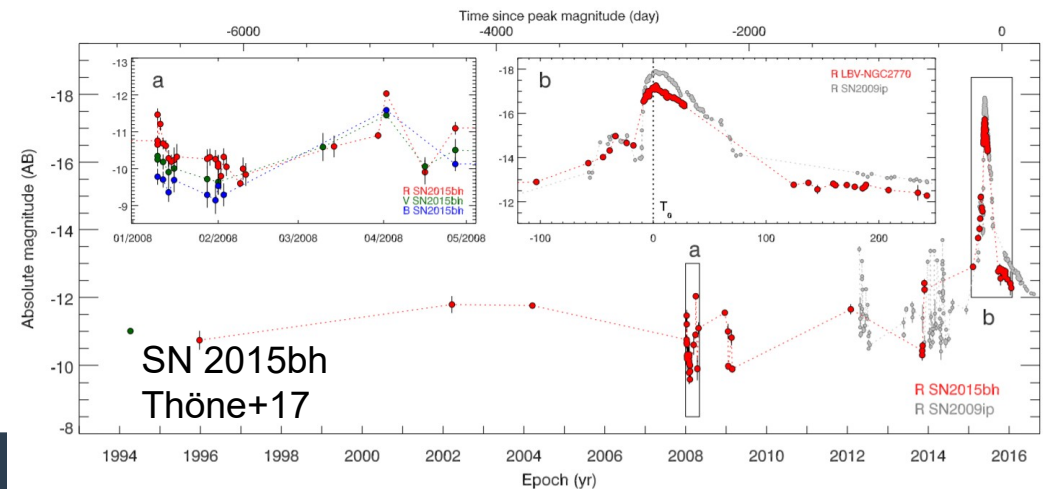 Time since peak magnitude (day)
-6000 -4000 -2000 0
-13 -12 -11 -10 -9
a
R SN2015bh
V SN2015bh
B SN2015bh
01/2008 02/2008 03/2008 04/2008 05/2008
-18 -16 -14 -12
b
R LBV-NGC2770
R SN2009ip
T0
-100 0 100 200
Absolute magnitude (AB)
-18 -16 -14 -12 -10 -8
a
b
SN 2015bh
Thöne+17
R SN2015bh
R SN2009ip
1994 1996 1998 2000 2002 2004 2006 2008 2010 2012 2014 2016
Epoch (yr)